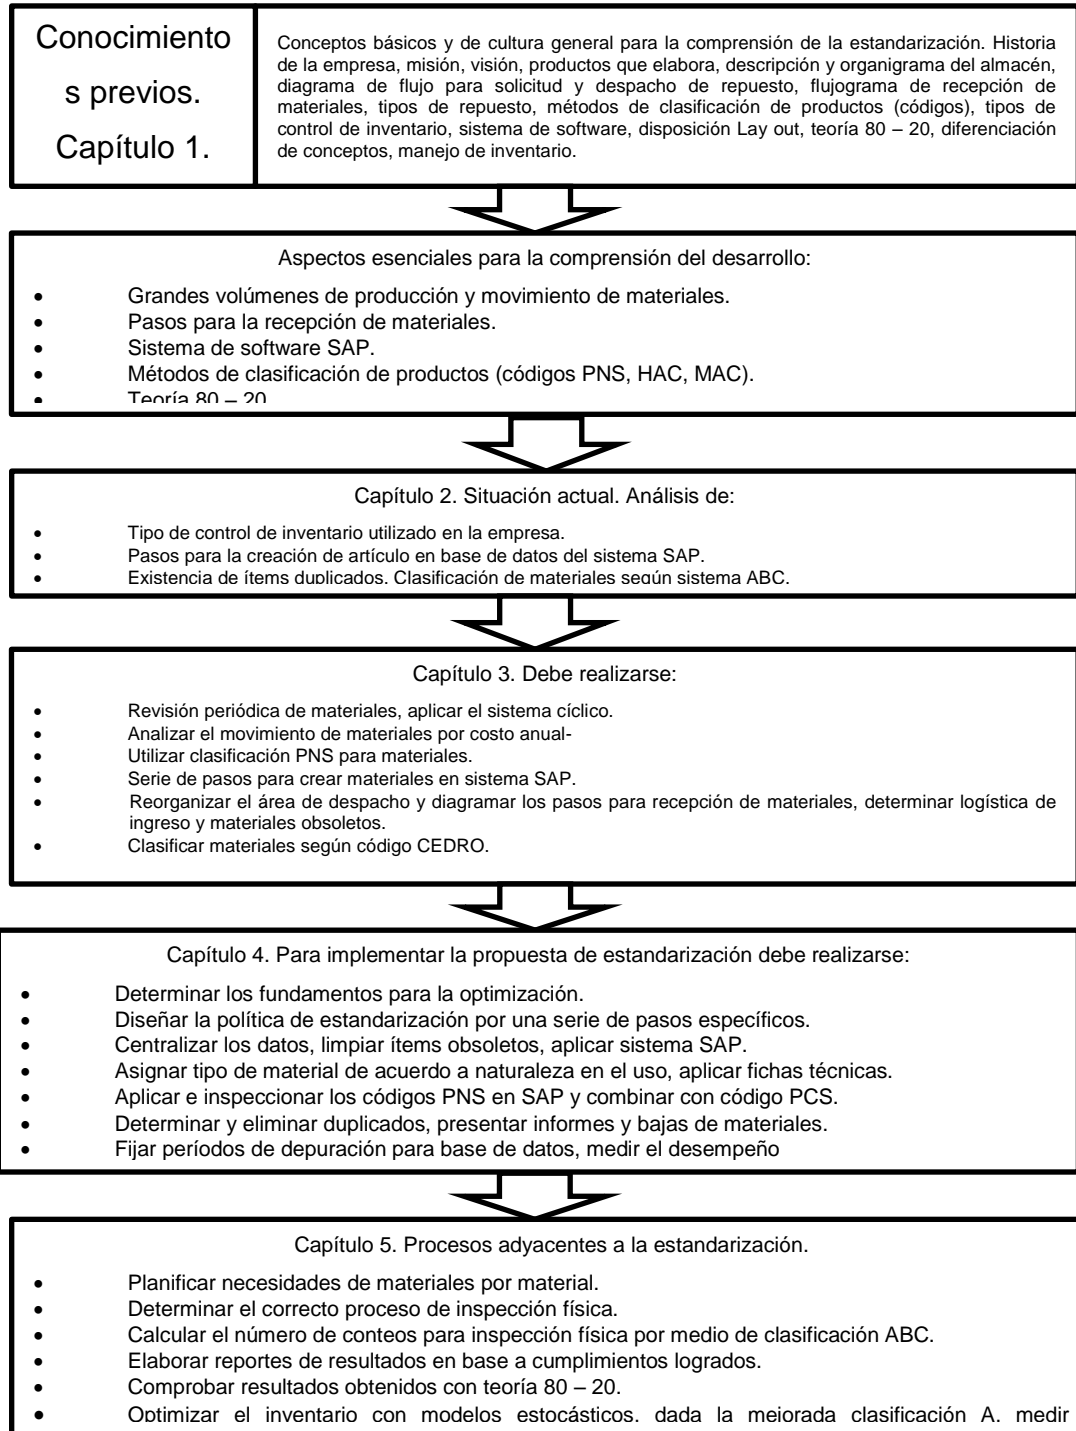 Conocimiento
s previos.
Capítulo 1.
Conceptos básicos y de cultura general para la comprensión de la estandarización. Historia
de la empresa, misión, visión, productos que elabora, descripción y organigrama del almacén,
diagrama de flujo para solicitud y despacho de repuesto, flujograma de recepción de
materiales, tipos de repuesto, métodos de clasificación de productos (códigos), tipos de
control de inventario, sistema de software, disposición Lay out, teoría 80 – 20, diferenciación
de conceptos, manejo de inventario.
Aspectos esenciales para la comprensión del desarrollo:
• Grandes volúmenes de producción y movimiento de materiales.
• Pasos para la recepción de materiales.
• Sistema de software SAP.
• Métodos de clasificación de productos (códigos PNS, HAC, MAC).
• Teoría 80 – 20
Capítulo 2. Situación actual. Análisis de:
• Tipo de control de inventario utilizado en la empresa.
• Pasos para la creación de artículo en base de datos del sistema SAP.
• Existencia de ítems duplicados. Clasificación de materiales según sistema ABC.
Capítulo 3. Debe realizarse:
• Revisión periódica de materiales, aplicar el sistema cíclico.
• Analizar el movimiento de materiales por costo anual-
• Utilizar clasificación PNS para materiales.
• Serie de pasos para crear materiales en sistema SAP.
• Reorganizar el área de despacho y diagramar los pasos para recepción de materiales, determinar logística de
ingreso y materiales obsoletos.
• Clasificar materiales según código CEDRO.
Capítulo 4. Para implementar la propuesta de estandarización debe realizarse:
• Determinar los fundamentos para la optimización.
• Diseñar la política de estandarización por una serie de pasos específicos.
• Centralizar los datos, limpiar ítems obsoletos, aplicar sistema SAP.
• Asignar tipo de material de acuerdo a naturaleza en el uso, aplicar fichas técnicas.
• Aplicar e inspeccionar los códigos PNS en SAP y combinar con código PCS.
• Determinar y eliminar duplicados, presentar informes y bajas de materiales.
• Fijar períodos de depuración para base de datos, medir el desempeño
Capítulo 5. Procesos adyacentes a la estandarización.
• Planificar necesidades de materiales por material.
• Determinar el correcto proceso de inspección física.
• Calcular el número de conteos para inspección física por medio de clasificación ABC.
• Elaborar reportes de resultados en base a cumplimientos logrados.
• Comprobar resultados obtenidos con teoría 80 – 20.
• Optimizar el inventario con modelos estocásticos, dada la mejorada clasificación A, medir